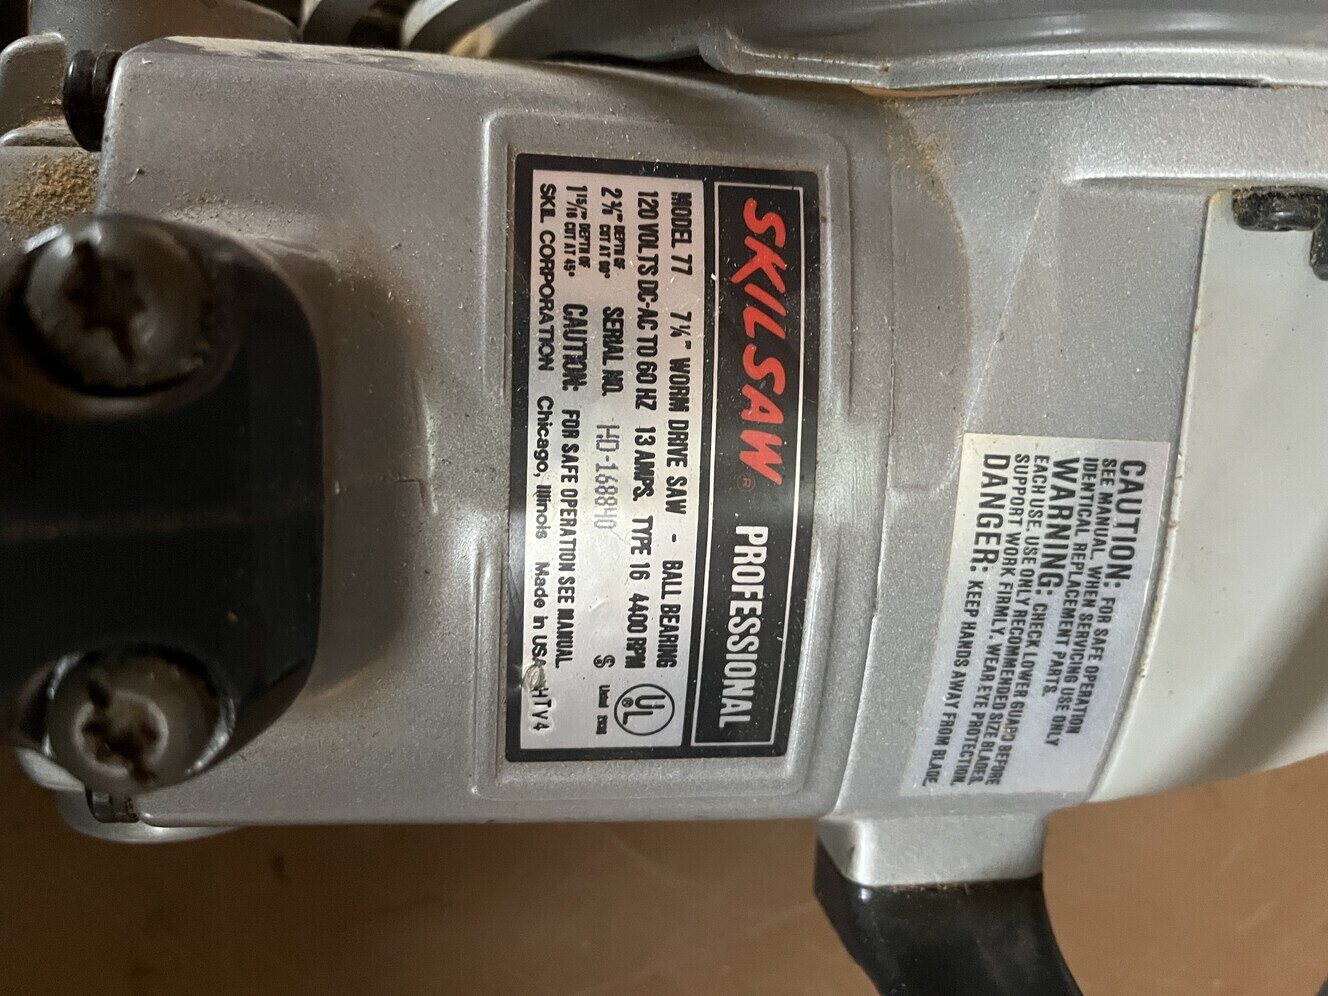 SKILSAW® PROFESSIONAL
MODEL 77 7¼" WORM DRIVE SAW - BALL BEARING
120 VOLTS DC-AC TO 60 HZ 13 AMPS. TYPE 16 4400 RPM
2⅜" DEPTH OF CUT AT 90° SERIAL NO. HD-168840 S
1 15/16" DEPTH OF CUT AT 45° CAUTION: FOR SAFE OPERATION SEE MANUAL
SKIL CORPORATION Chicago, Illinois Made in USA HTV4
UL®
Listed
CAUTION: FOR SAFE OPERATION
SEE MANUAL. WHEN SERVICING USE ONLY
IDENTICAL REPLACEMENT PARTS.
WARNING: CHECK LOWER GUARD BEFORE
EACH USE. USE ONLY RECOMMENDED SIZE BLADES.
SUPPORT WORK FIRMLY. WEAR EYE PROTECTION.
DANGER: KEEP HANDS AWAY FROM BLADE